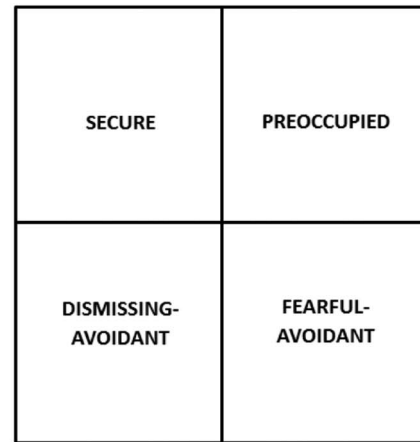 SECURE
PREOCCUPIED
DISMISSING-
AVOIDANT
FEARFUL-
AVOIDANT